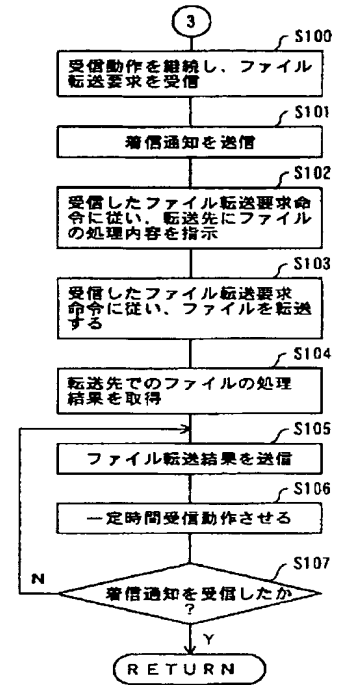 3
S100
受信動作を継続し、ファイル
転送要求を受信
S101
着信通知を送信
S102
受信したファイル転送要求命
令に従い、転送先にファイル
の処理内容を指示
S103
受信したファイル転送要求
命令に従い、ファイルを転送
する
S104
転送先でのファイルの処理
結果を取得
S105
ファイル転送結果を送信
S106
一定時間受信動作させる
S107
着信通知を受信したか
?
N
Y
RETURN